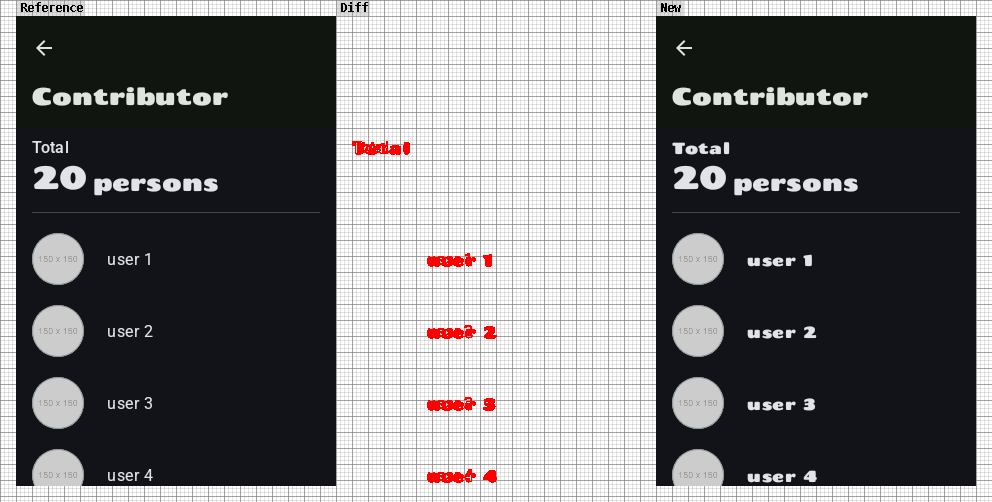 Reference
Diff
New
Contributor
Total
20 persons
150 x 150
user 1
150 x 150
user 2
150 x 150
user 3
150 x 150
user 4
Total
user 1
user 2
user 3
user 4
Contributor
Total
20 persons
150 x 150
user 1
150 x 150
user 2
150 x 150
user 3
150 x 150
user 4